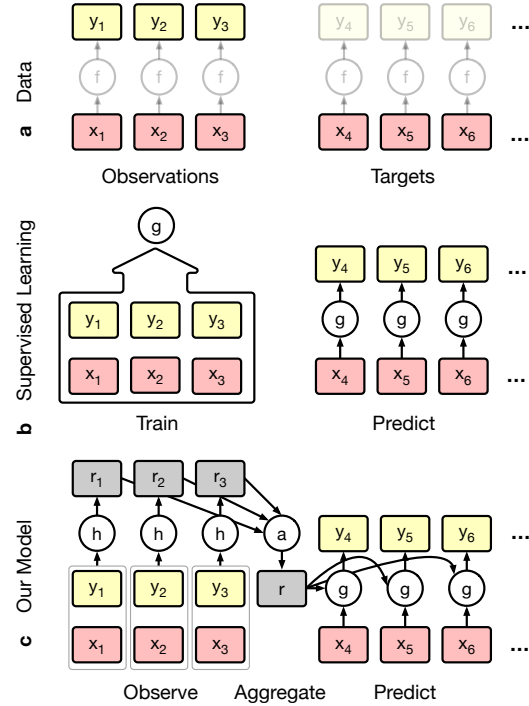 y1 y2 y3 y4 y5 y6 ...
f f f f f f
x1 x2 x3 x4 x5 x6 ...
a Data
Observations Targets
g
y4 y5 y6 ...
y1 y2 y3
g g g
x1 x2 x3 x4 x5 x6 ...
b Supervised Learning
Train Predict
r1 r2 r3
h h h a y4 y5 y6 ...
y1 y2 y3 r g g g
x1 x2 x3 x4 x5 x6 ...
c Our Model
Observe Aggregate Predict